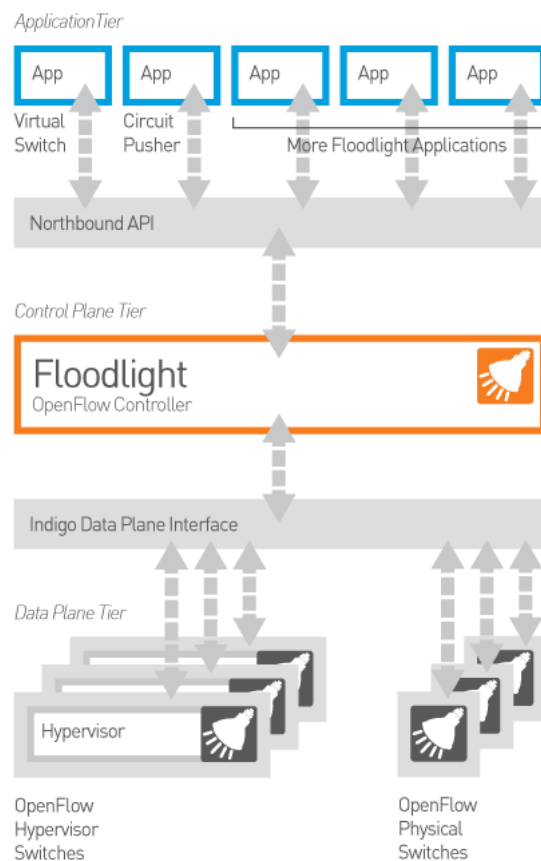 ApplicationTier
App
App
App
App
App
Virtual
Switch
Circuit
Pusher
More Floodlight Applications
Northbound API
Control Plane Tier
Floodlight
OpenFlow Controller
Indigo Data Plane Interface
Data Plane Tier
Hypervisor
OpenFlow
Hypervisor
Switches
OpenFlow
Physical
Switches